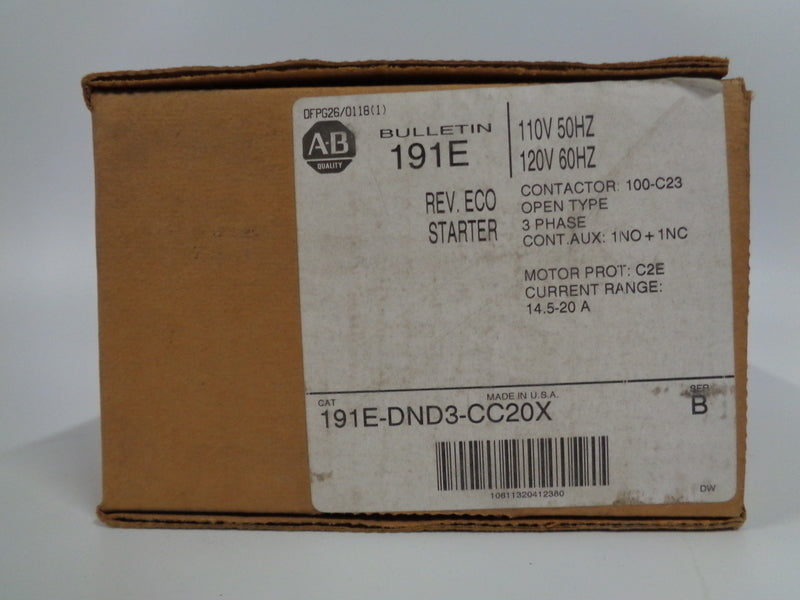 DFPG26/0118(1)
A-B
QUALITY
BULLETIN
191E
110V 50HZ
120V 60HZ
REV. ECO
STARTER
CONTACTOR: 100-C23
OPEN TYPE
3 PHASE
CONT.AUX: 1NO + 1NC
MOTOR PROT: C2E
CURRENT RANGE:
14.5-20 A
CAT
MADE IN U.S.A.
SER
191E-DND3-CC20X
B
10611320412380
DW